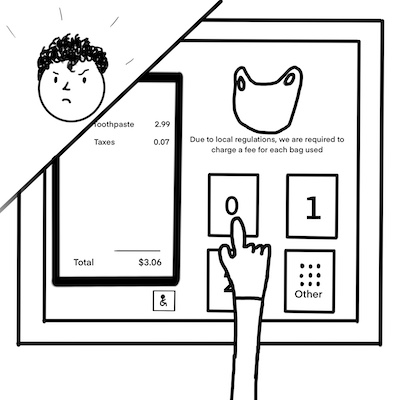 Toothpaste 2.99
Taxes 0.07
Total $3.06
Due to local regulations, we are required to
charge a fee for each bag used
0 1
Other